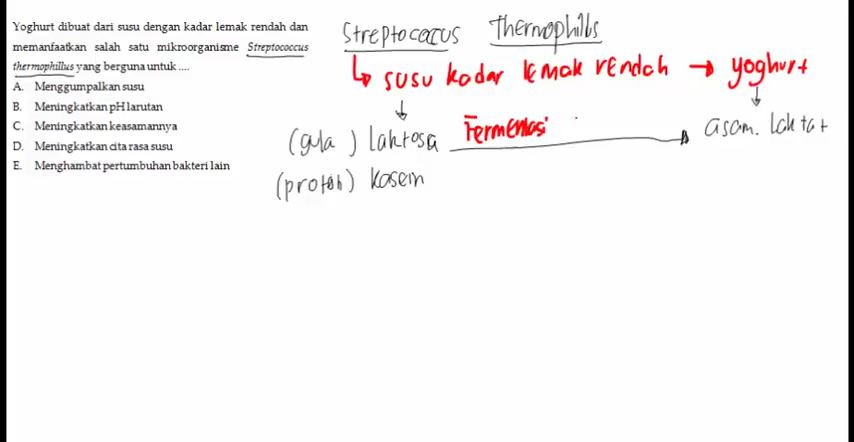 Yoghurt dibuat dari susu dengan kadar lemak rendah dan
memanfaatkan salah satu mikroorganisme Streptococcus
thermophillus yang berguna untuk ....
A. Menggumpalkan susu
B. Meningkatkan pH larutan
C. Meningkatkan keasamannya
D. Meningkatkan cita rasa susu
E. Menghambat pertumbuhan bakteri lain
Streptococcus thermophillus
↳ susu kadar lemak rendah → yoghurt
(gula) laktosa Fermentasi asam laktat
(protein) kasein